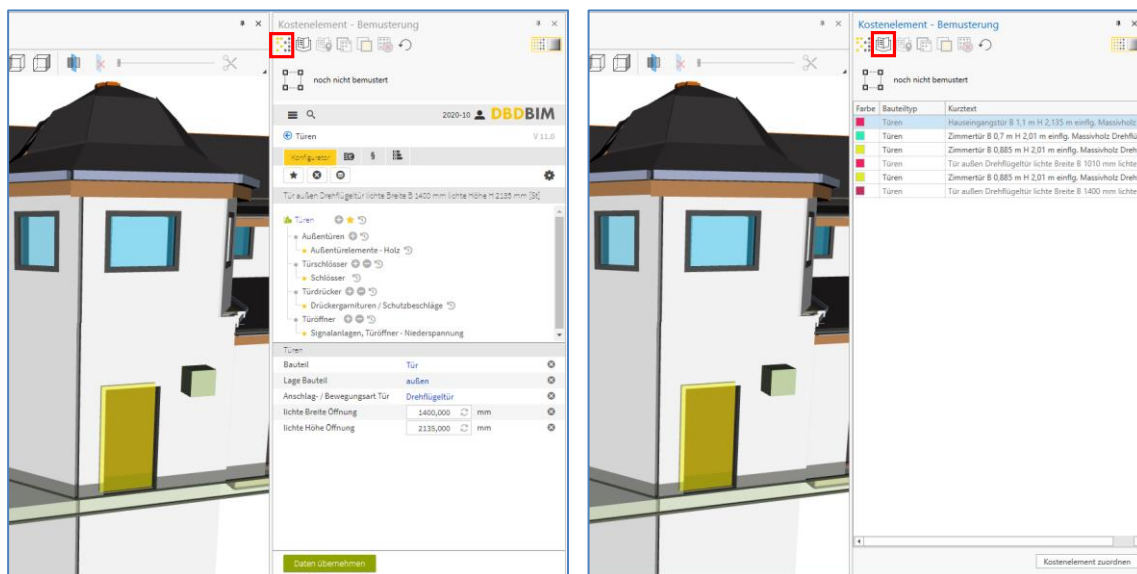 Kostenelement - Bemusterung
noch nicht bemustert
2020-10 DBDBIM
Türen V 11.0
Konfigurator §
Tür außen Drehflügeltür lichte Breite B 1400 mm lichte Höhe H 2135 mm [St]
Türen
Außentüren
Außentürelemente - Holz
Türschlösser
Schlösser
Türdrücker
Drückergarnituren / Schutzbeschläge
Türöffner
Signalanlagen, Türöffner - Niederspannung
Türen
Bauteil Tür
Lage Bauteil außen
Anschlag- / Bewegungsart Tür Drehflügeltür
lichte Breite Öffnung 1400,000 mm
lichte Höhe Öffnung 2135,000 mm
Daten übernehmen
Kostenelement - Bemusterung
noch nicht bemustert
Farbe Bauteiltyp Kurztext
Türen Hauseingangstür B 1,1 m H 2,135 m einflg. Massivholz
Türen Zimmertür B 0,7 m H 2,01 m einflg. Massivholz Drehflü
Türen Zimmertür B 0,885 m H 2,01 m einflg. Massivholz Dreh
Türen Tür außen Drehflügeltür lichte Breite B 1010 mm lichte
Türen Zimmertür B 0,885 m H 2,01 m einflg. Massivholz Dreh
Türen Tür außen Drehflügeltür lichte Breite B 1400 mm lichte
Kostenelement zuordnen